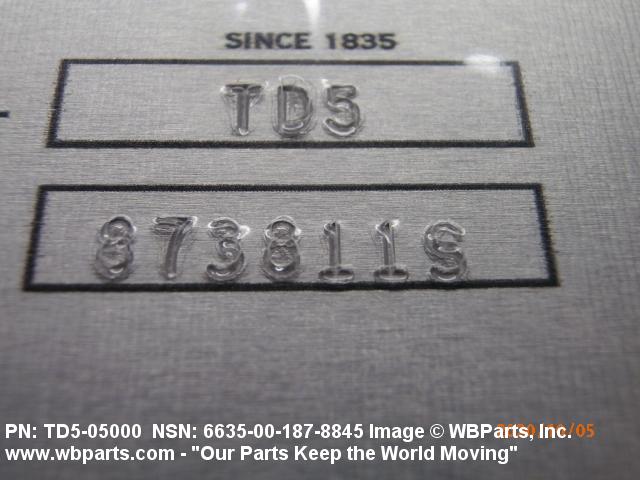 SINCE 1835
TD5
873811S
PN: TD5-05000 NSN: 6635-00-187-8845 Image © WBParts, Inc.
www.wbparts.com - "Our Parts Keep the World Moving"